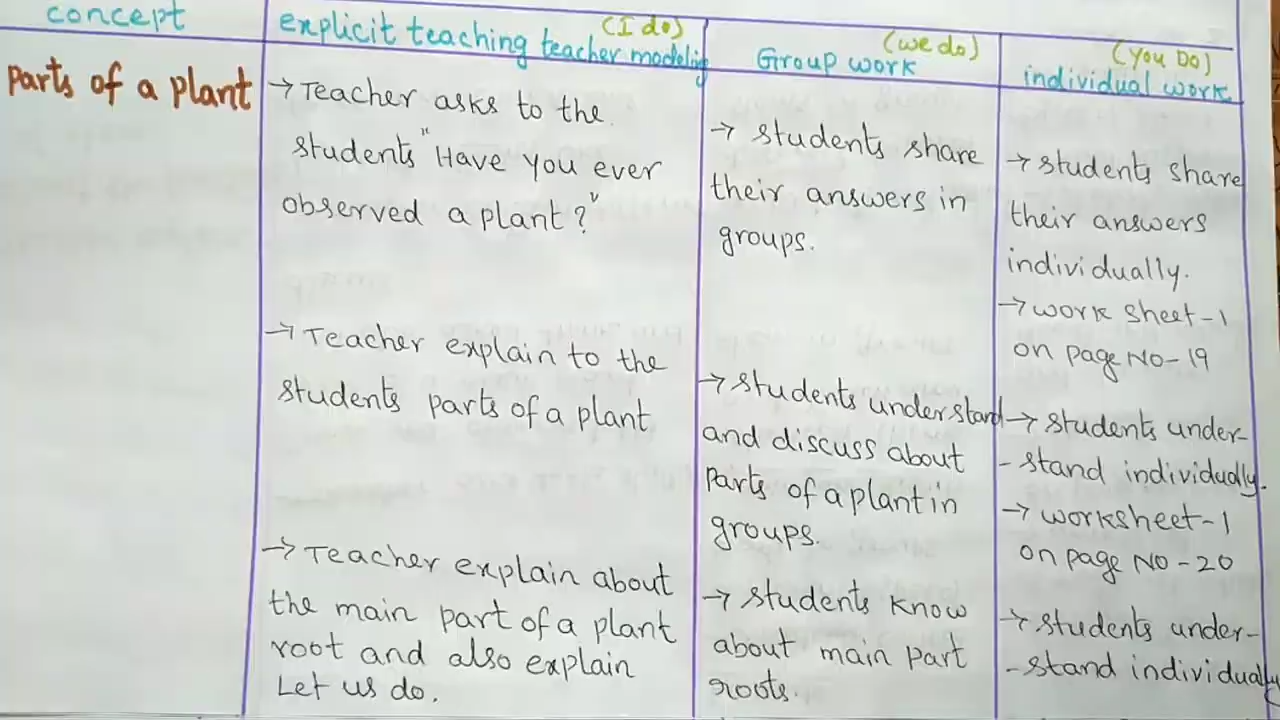 concept
parts of a plant
(I do)
explicit teaching teacher modeling
→ Teacher asks to the
students "Have you ever
observed a plant?"
→ Teacher explain to the
students parts of a plant
→ Teacher explain about
the main part of a plant
root and also explain
Let us do.
(we do)
Group work
→ students share
their answers in
groups.
→ students understand
and discuss about
parts of a plant in
groups.
→ students know
about main part
roots.
(You Do)
individual work
→ students share
their answers
individually.
→ work sheet-1
on page No-19
→ students under-
-stand individually.
→ worksheet-1
on page No-20
→ students under-
-stand individually